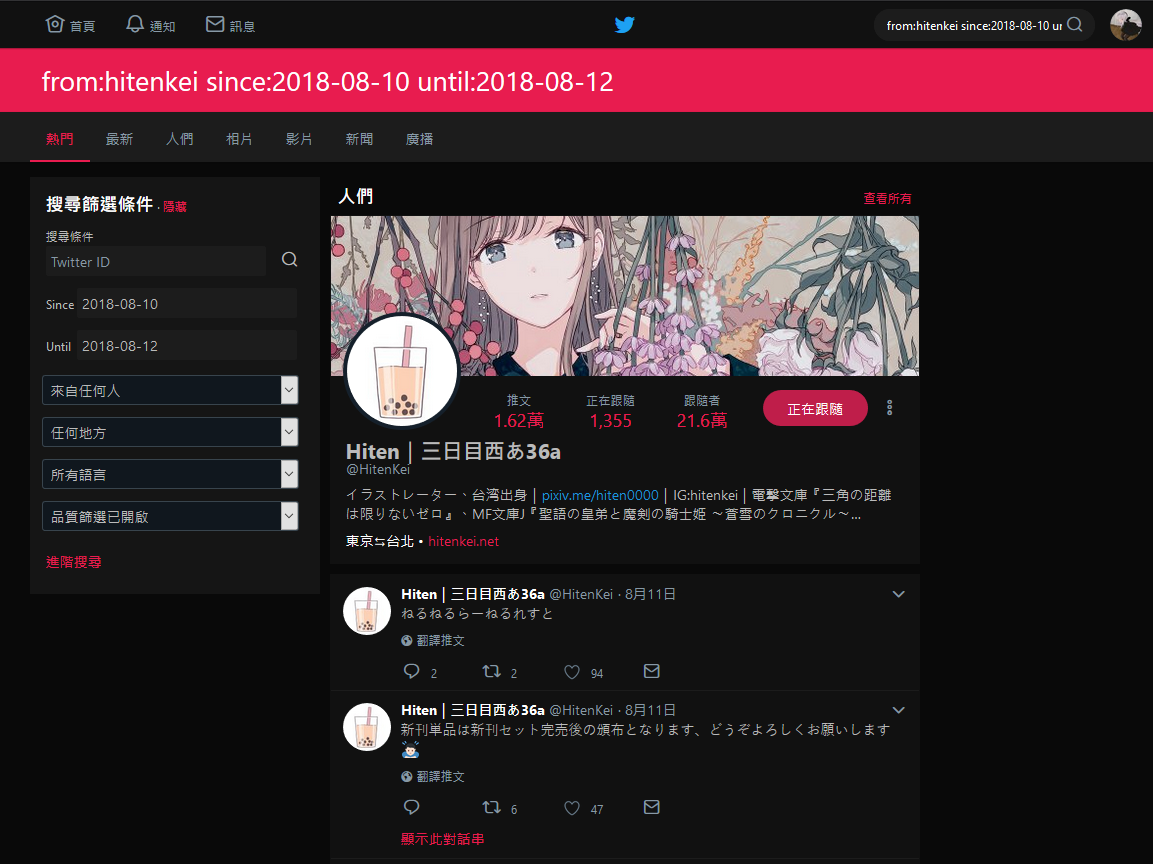 首頁 通知 訊息 from:hitenkei since:2018-08-10 ur
from:hitenkei since:2018-08-10 until:2018-08-12
熱門 最新 人們 相片 影片 新聞 廣播
搜尋篩選條件 · 隱藏
搜尋條件
Twitter ID
Since 2018-08-10
Until 2018-08-12
來自任何人
任何地方
所有語言
品質篩選已開啟
進階搜尋
人們 查看所有
推文 正在跟隨 跟隨者
1.62萬 1,355 21.6萬 正在跟隨
Hiten | 三日目西あ36a
@HitenKei
イラストレーター、台湾出身 | pixiv.me/hiten0000 | IG:hitenkei | 電撃文庫『三角の距離
は限りないゼロ』、MF文庫J『聖語の皇弟と魔剣の騎士姫 〜蒼雪のクロニクル〜...
東京⇆台北 • hitenkei.net
Hiten | 三日目西あ36a @HitenKei · 8月11日
ねるねるらーねるれすと
翻譯推文
2 2 94
Hiten | 三日目西あ36a @HitenKei · 8月11日
新刊単品は新刊セット完売後の頒布となります、どうぞよろしくお願いします
🙇🏻
翻譯推文
6 47
顯示此對話串